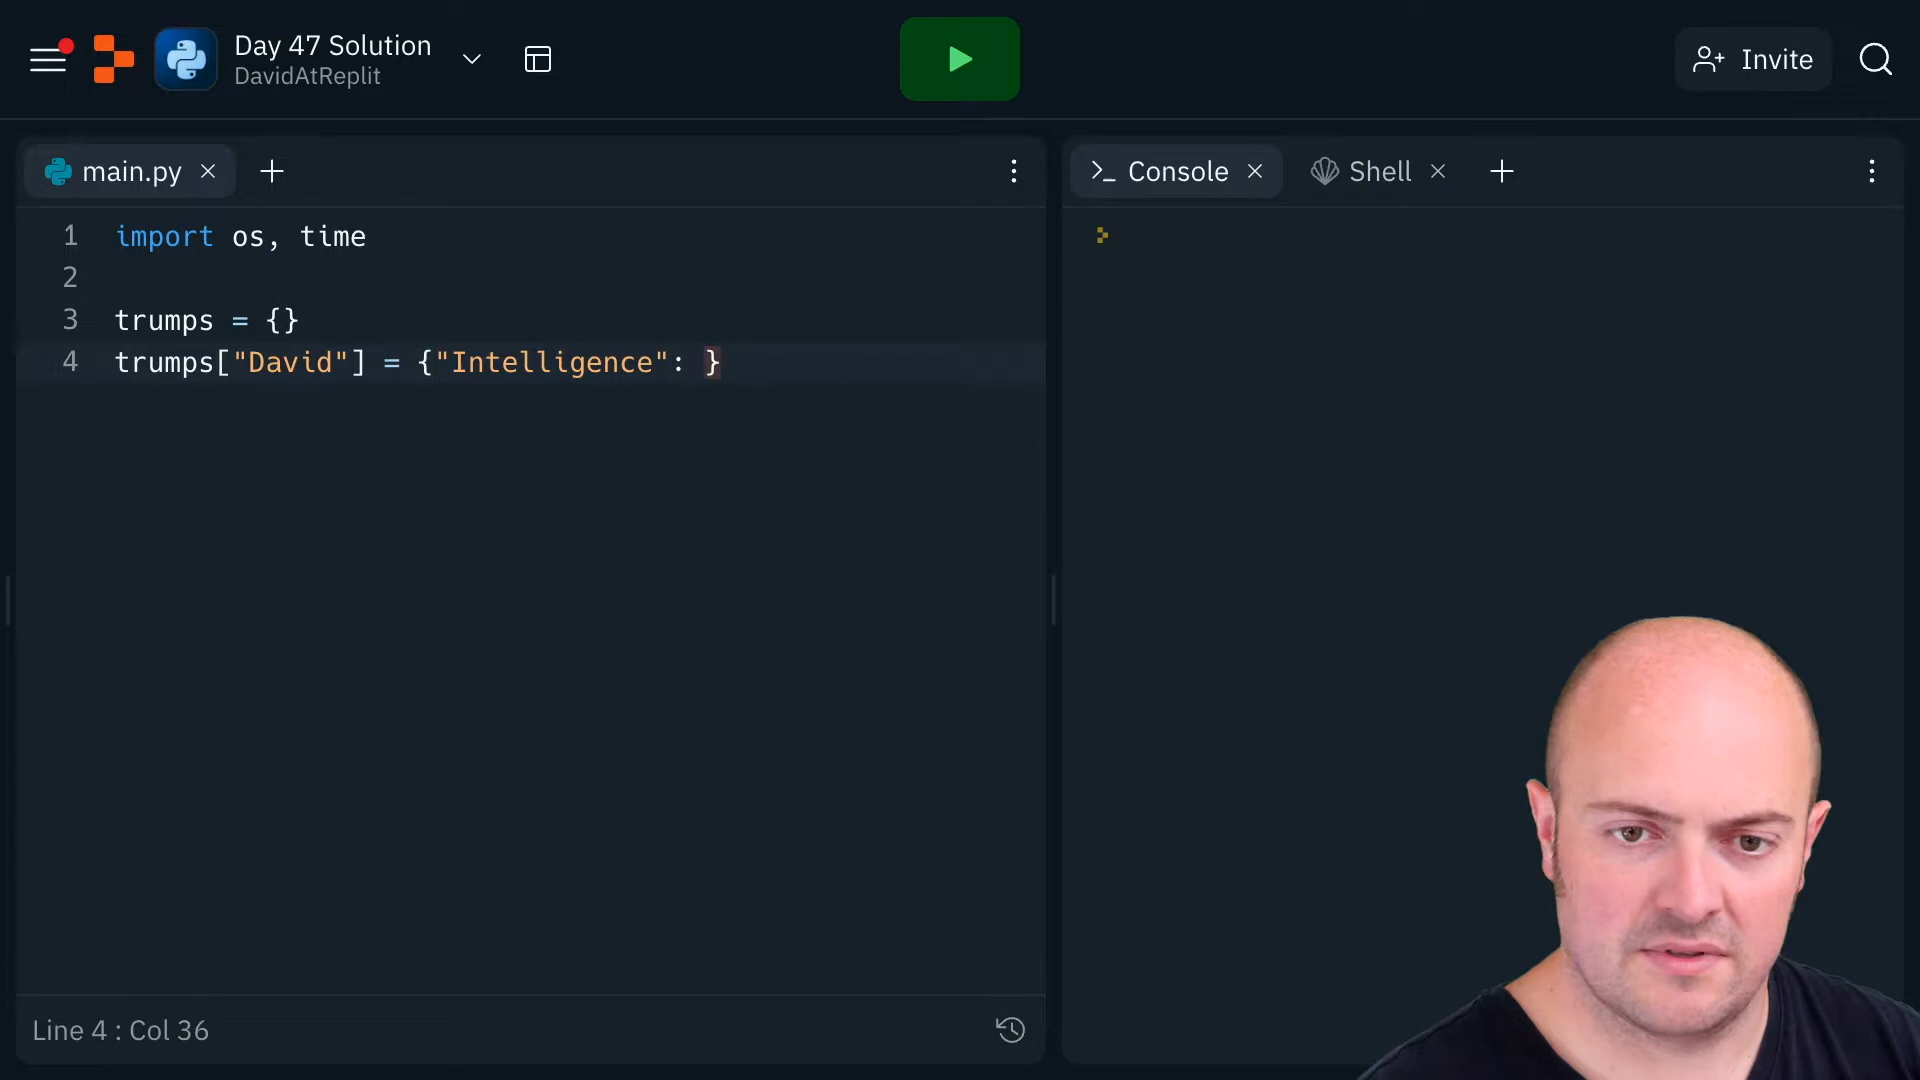 Day 47 Solution
DavidAtReplit
Invite
main.py
Console
Shell
1 import os, time
2
3 trumps = {}
4 trumps["David"] = {"Intelligence": }
Line 4 : Col 36